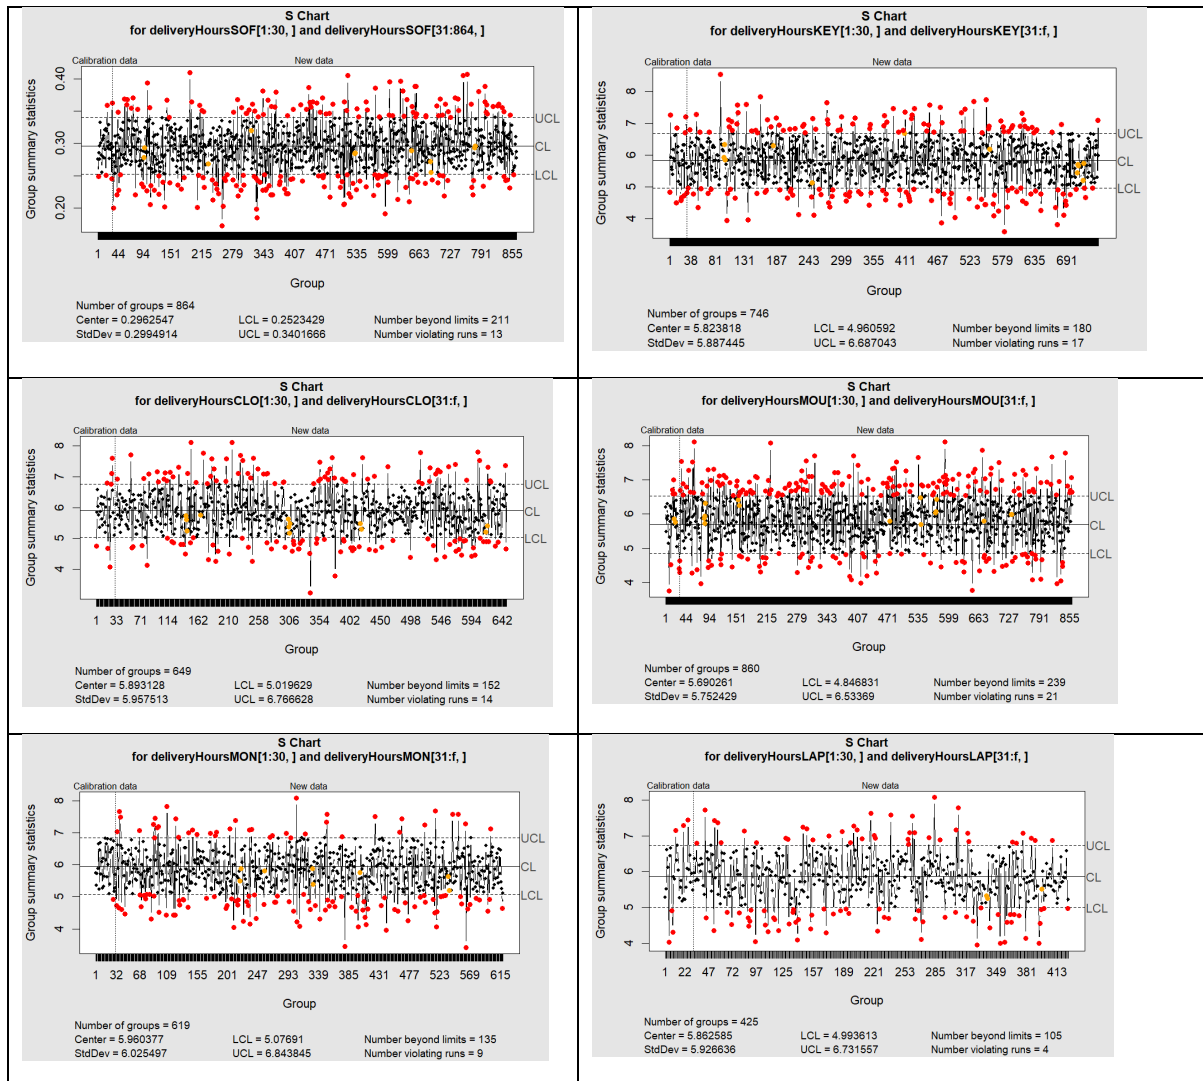 S Chart
for deliveryHoursSOF[1:30, ] and deliveryHoursSOF[31:864, ]
Calibration data New data
Group summary statistics
0.40
0.30
0.20
UCL
CL
LCL
1 44 94 151 215 279 343 407 471 535 599 663 727 791 855
Group
Number of groups = 864
Center = 0.2962547 LCL = 0.2523429 Number beyond limits = 211
StdDev = 0.2994914 UCL = 0.3401666 Number violating runs = 13
S Chart
for deliveryHoursKEY[1:30, ] and deliveryHoursKEY[31:f, ]
Calibration data New data
Group summary statistics
8
7
6
5
4
UCL
CL
LCL
1 38 81 131 187 243 299 355 411 467 523 579 635 691
Group
Number of groups = 746
Center = 5.823818 LCL = 4.960592 Number beyond limits = 180
StdDev = 5.887445 UCL = 6.687043 Number violating runs = 17
S Chart
for deliveryHoursCLO[1:30, ] and deliveryHoursCLO[31:f, ]
Calibration data New data
Group summary statistics
8
7
6
5
4
UCL
CL
LCL
1 33 71 114 162 210 258 306 354 402 450 498 546 594 642
Group
Number of groups = 649
Center = 5.893128 LCL = 5.019629 Number beyond limits = 152
StdDev = 5.957513 UCL = 6.766628 Number violating runs = 14
S Chart
for deliveryHoursMOU[1:30, ] and deliveryHoursMOU[31:f, ]
Calibration data New data
Group summary statistics
8
7
6
5
4
UCL
CL
LCL
1 44 94 151 215 279 343 407 471 535 599 663 727 791 855
Group
Number of groups = 860
Center = 5.690261 LCL = 4.846831 Number beyond limits = 239
StdDev = 5.752429 UCL = 6.53369 Number violating runs = 21
S Chart
for deliveryHoursMON[1:30, ] and deliveryHoursMON[31:f, ]
Calibration data New data
Group summary statistics
8
7
6
5
4
UCL
CL
LCL
1 32 68 109 155 201 247 293 339 385 431 477 523 569 615
Group
Number of groups = 619
Center = 5.960377 LCL = 5.07691 Number beyond limits = 135
StdDev = 6.025497 UCL = 6.843845 Number violating runs = 9
S Chart
for deliveryHoursLAP[1:30, ] and deliveryHoursLAP[31:f, ]
Calibration data New data
Group summary statistics
8
7
6
5
4
UCL
CL
LCL
1 22 47 72 97 125 157 189 221 253 285 317 349 381 413
Group
Number of groups = 425
Center = 5.862585 LCL = 4.993613 Number beyond limits = 105
StdDev = 5.926636 UCL = 6.731557 Number violating runs = 4